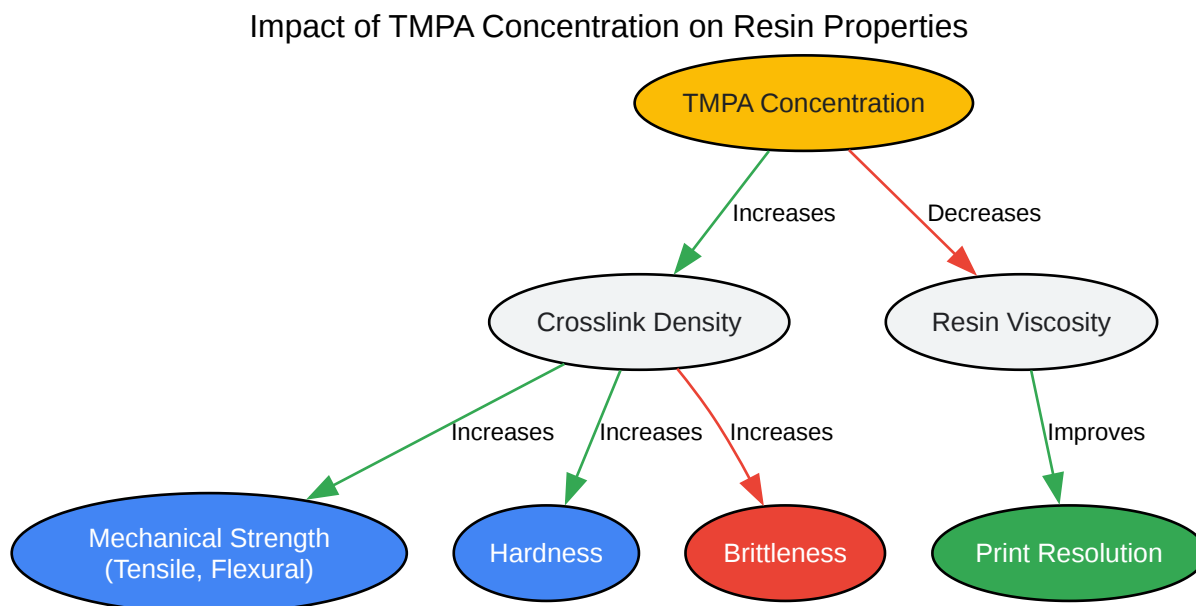 Impact of TMPA Concentration on Resin Properties
TMPA Concentration
Increases
Decreases
Crosslink Density
Resin Viscosity
Increases
Increases
Increases
Improves
Mechanical Strength
(Tensile, Flexural)
Hardness
Brittleness
Print Resolution